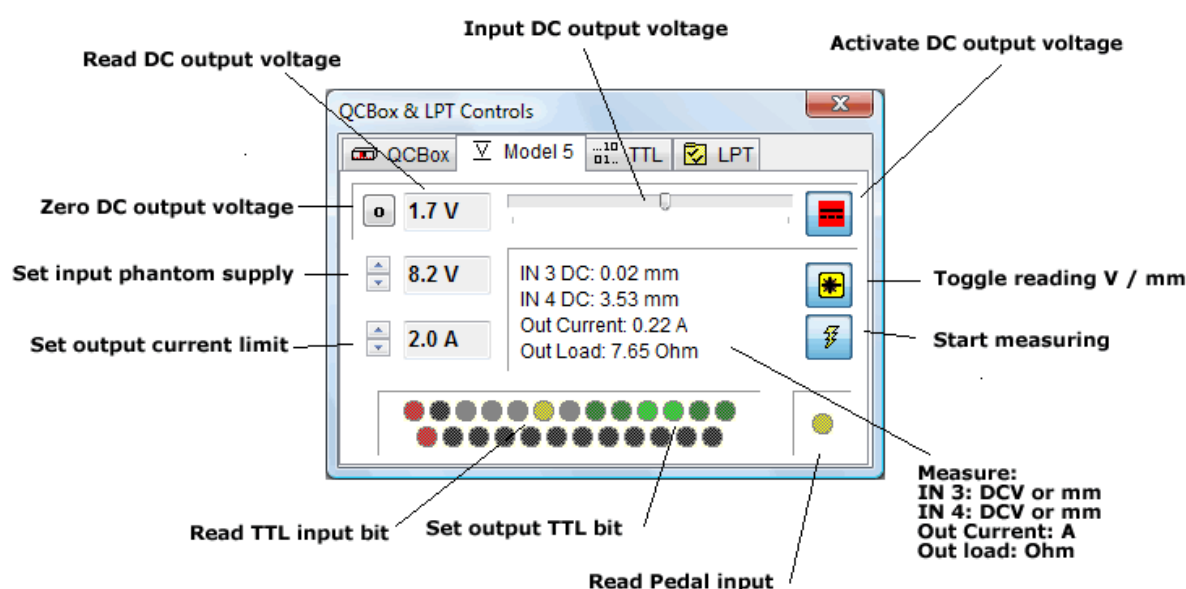 Input DC output voltage
Activate DC output voltage
Read DC output voltage
QCBox & LPT Controls
X
QCBox
Model 5
...10
01..
TTL
LPT
Zero DC output voltage
o
1.7 V
Set input phantom supply
8.2 V
IN 3 DC: 0.02 mm
IN 4 DC: 3.53 mm
Out Current: 0.22 A
Out Load: 7.65 Ohm
Toggle reading V / mm
Set output current limit
2.0 A
Start measuring
Measure:
IN 3: DCV or mm
IN 4: DCV or mm
Out Current: A
Out load: Ohm
Read TTL input bit
Set output TTL bit
Read Pedal input